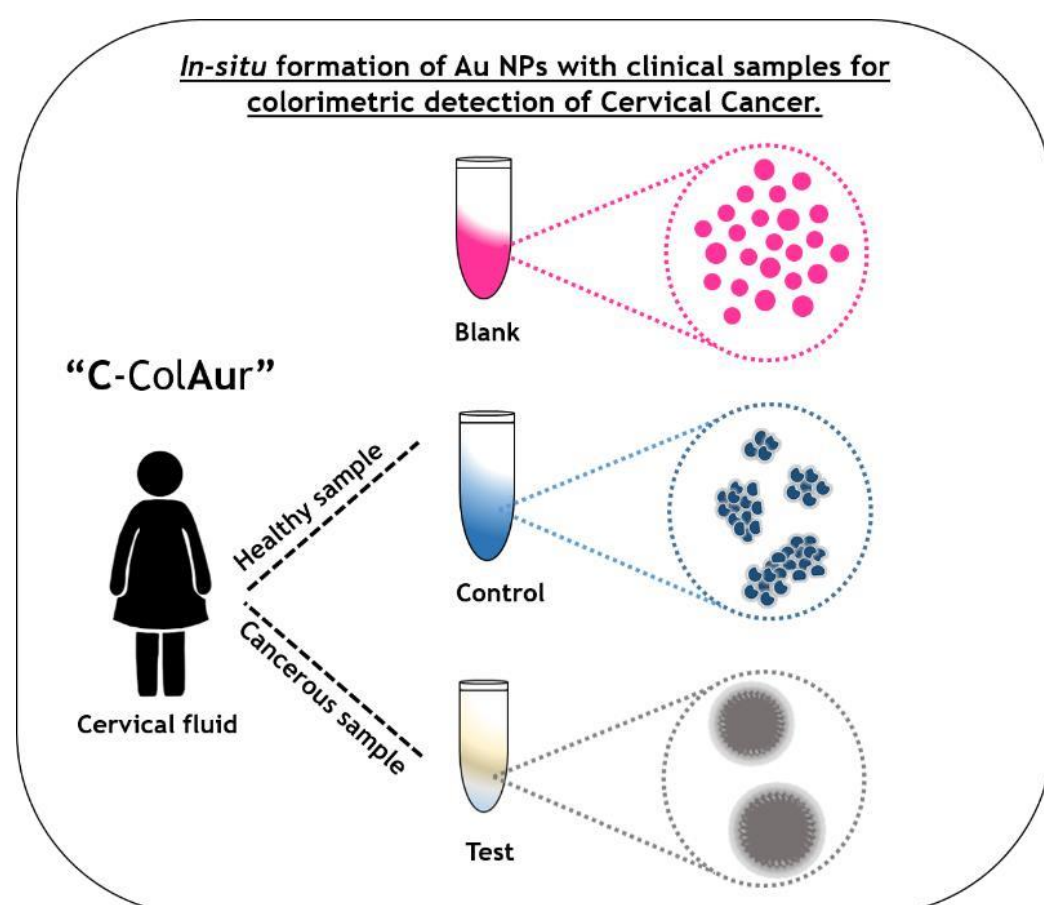 In-situ formation of Au NPs with clinical samples for
colorimetric detection of Cervical Cancer.
Blank
“C-ColAur”
Healthy sample
Control
Cancerous sample
Cervical fluid
Test